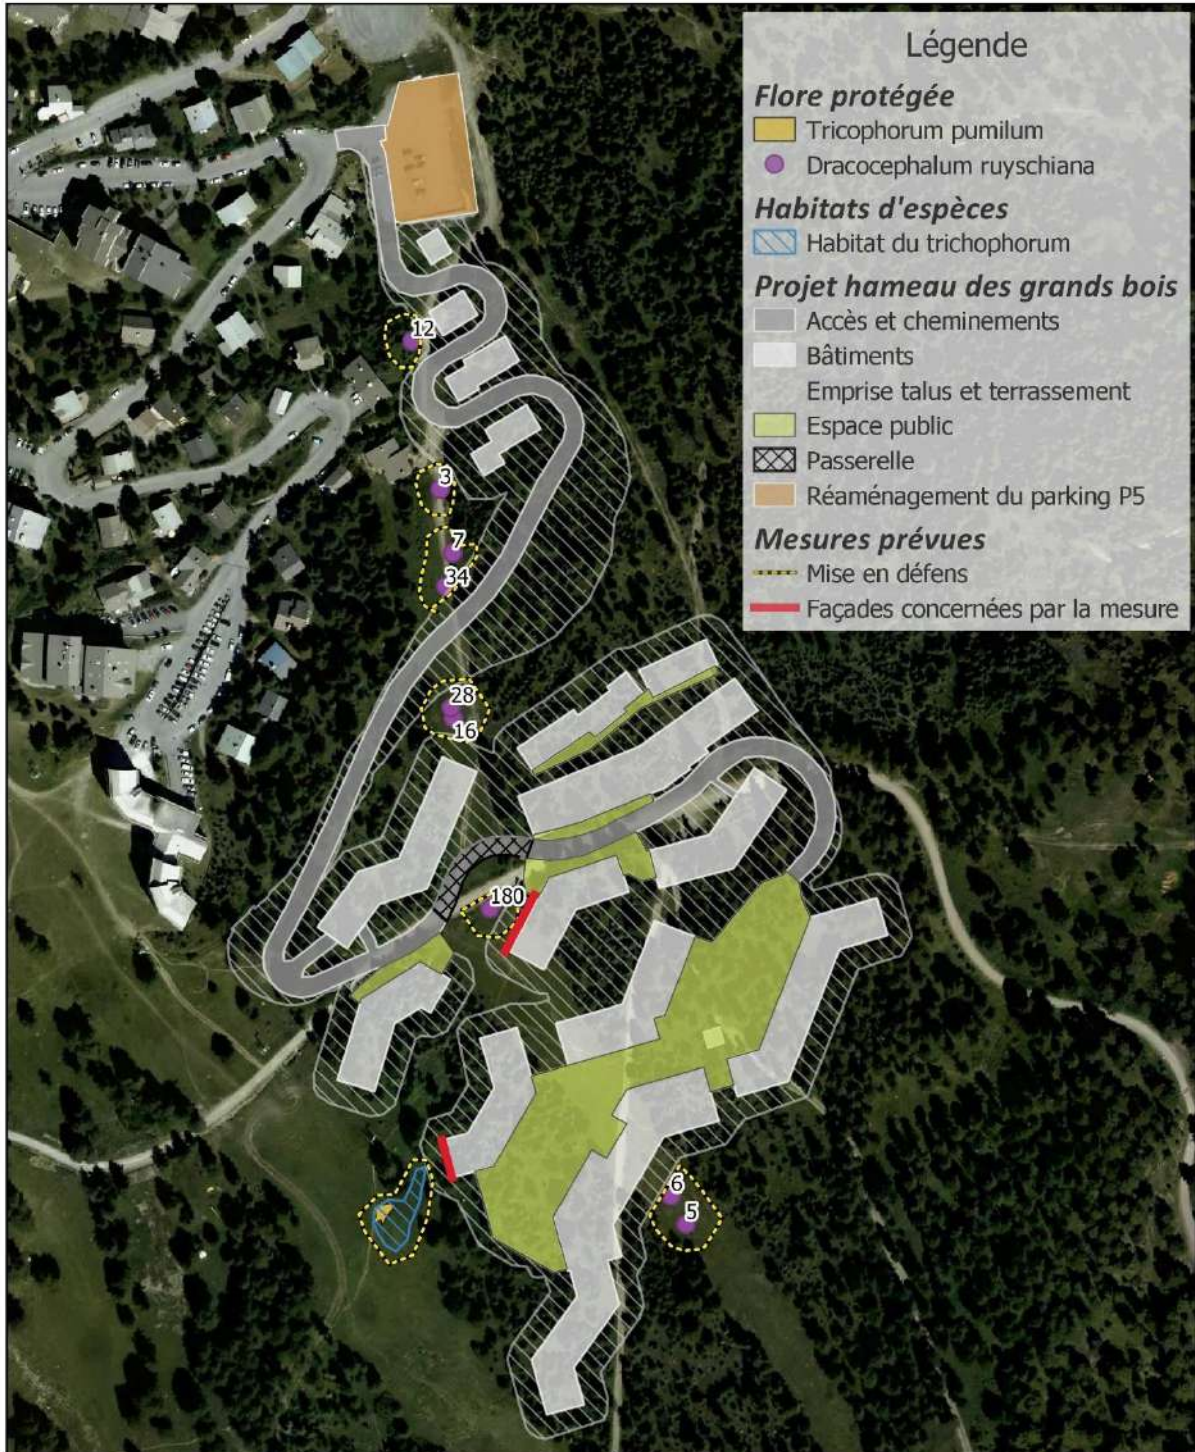 Légende
Flore protégée
Tricophorum pumilum
Dracocephalum ruyschiana
Habitats d'espèces
Habitat du trichophorum
Projet hameau des grands bois
Accès et cheminements
Bâtiments
Emprise talus et terrassement
Espace public
Passerelle
Réaménagement du parking P5
Mesures prévues
Mise en défens
Façades concernées par la mesure
12
3
7
34
28
16
180
6
5